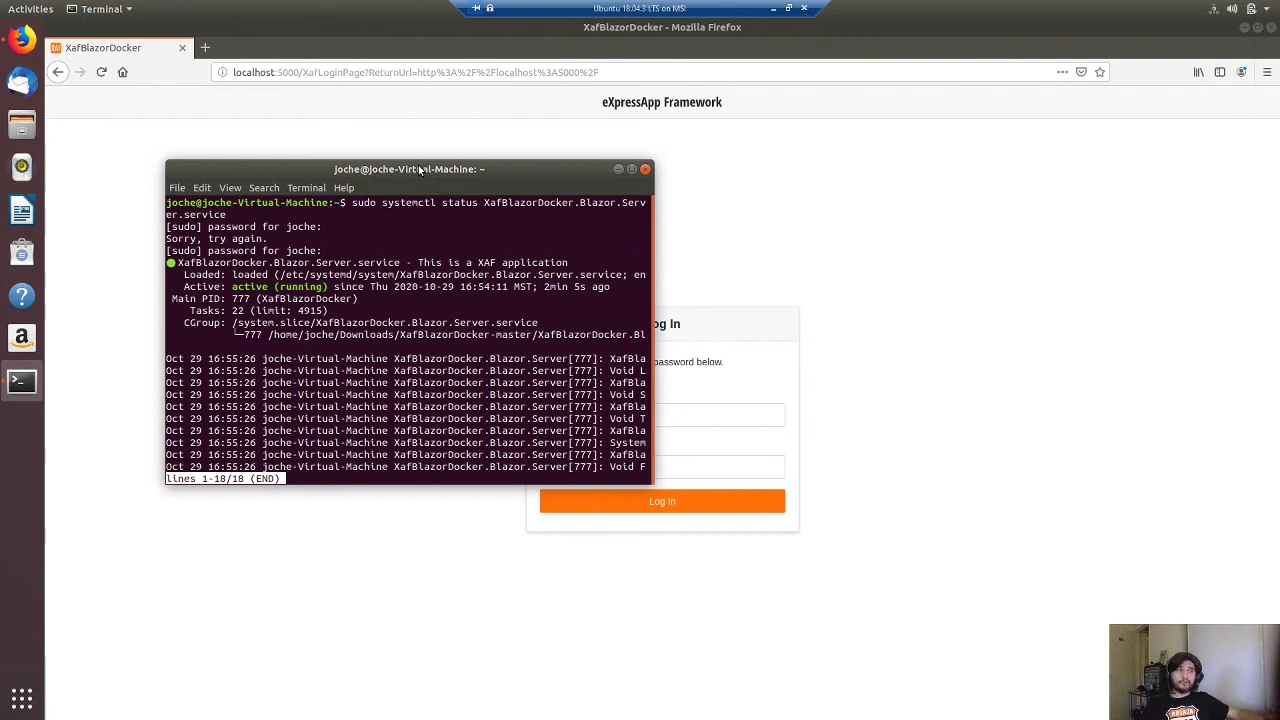 Activities Terminal Ubuntu 18.04.3 LTS on MSI
XafBlazorDocker - Mozilla Firefox
XafBlazorDocker
localhost:5000/XafLoginPage?ReturnUrl=http%3A%2F%2Flocalhost%3A5000%2F
eXpressApp Framework
joche@joche-Virtual-Machine: ~
File Edit View Search Terminal Help
joche@joche-Virtual-Machine:~$ sudo systemctl status XafBlazorDocker.Blazor.Serv
er.service
[sudo] password for joche:
Sorry, try again.
[sudo] password for joche:
XafBlazorDocker.Blazor.Server.service - This is a XAF application
Loaded: loaded (/etc/systemd/system/XafBlazorDocker.Blazor.Server.service; en
Active: active (running) since Thu 2020-10-29 16:54:11 MST; 2min 5s ago
Main PID: 777 (XafBlazorDocker)
Tasks: 22 (limit: 4915)
CGroup: /system.slice/XafBlazorDocker.Blazor.Server.service
└─777 /home/joche/Downloads/XafBlazorDocker-master/XafBlazorDocker.Bl
Oct 29 16:55:26 joche-Virtual-Machine XafBlazorDocker.Blazor.Server[777]: XafBla
Oct 29 16:55:26 joche-Virtual-Machine XafBlazorDocker.Blazor.Server[777]: Void L
Oct 29 16:55:26 joche-Virtual-Machine XafBlazorDocker.Blazor.Server[777]: XafBla
Oct 29 16:55:26 joche-Virtual-Machine XafBlazorDocker.Blazor.Server[777]: Void S
Oct 29 16:55:26 joche-Virtual-Machine XafBlazorDocker.Blazor.Server[777]: XafBla
Oct 29 16:55:26 joche-Virtual-Machine XafBlazorDocker.Blazor.Server[777]: Void T
Oct 29 16:55:26 joche-Virtual-Machine XafBlazorDocker.Blazor.Server[777]: XafBla
Oct 29 16:55:26 joche-Virtual-Machine XafBlazorDocker.Blazor.Server[777]: System
Oct 29 16:55:26 joche-Virtual-Machine XafBlazorDocker.Blazor.Server[777]: XafBla
Oct 29 16:55:26 joche-Virtual-Machine XafBlazorDocker.Blazor.Server[777]: Void F
lines 1-18/18 (END)
og In
password below.
Log In